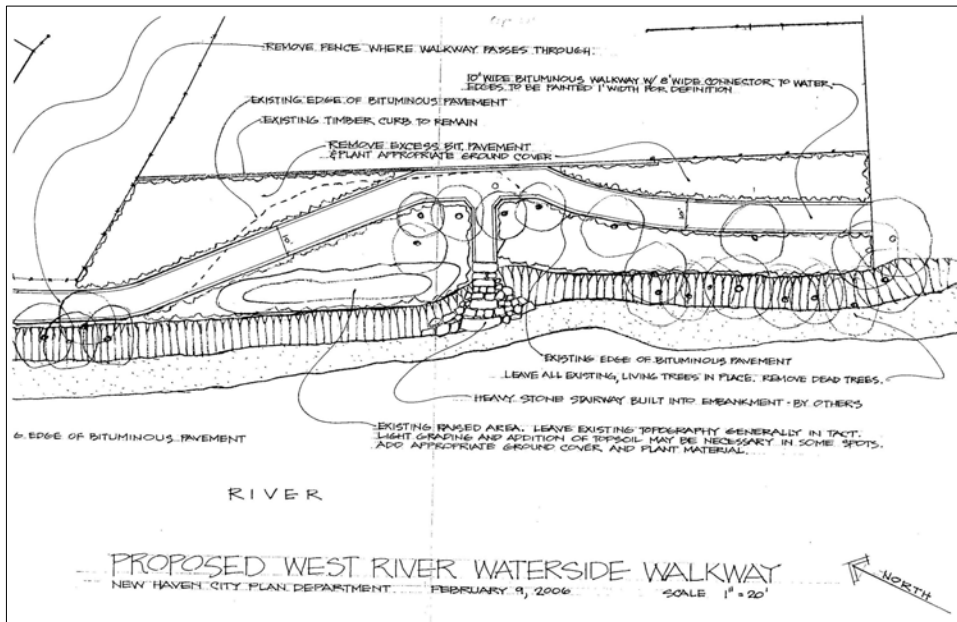 REMOVE FENCE WHERE WALKWAY PASSES THROUGH.
10' WIDE BITUMINOUS WALKWAY W/ 8' WIDE CONNECTOR TO WATER
EDGES TO BE PAINTED 1' WIDTH FOR DEFINITION
EXISTING EDGE OF BITUMINOUS PAVEMENT
EXISTING TIMBER CURB TO REMAIN
REMOVE EXCESS BIT. PAVEMENT
& PLANT APPROPRIATE GROUND COVER
10'
10'
EXISTING EDGE OF BITUMINOUS PAVEMENT
LEAVE ALL EXISTING, LIVING TREES IN PLACE. REMOVE DEAD TREES.
HEAVY STONE STAIRWAY BUILT INTO EMBANKMENT - BY OTHERS
EXISTING RAISED AREA. LEAVE EXISTING TOPOGRAPHY GENERALLY IN TACT.
LIGHT GRADING AND ADDITION OF TOPSOIL MAY BE NECESSARY IN SOME SPOTS.
ADD APPROPRIATE GROUND COVER AND PLANT MATERIAL.
G EDGE OF BITUMINOUS PAVEMENT
RIVER
PROPOSED WEST RIVER WATERSIDE WALKWAY
NEW HAVEN CITY PLAN DEPARTMENT FEBRUARY 9, 2006 SCALE 1" = 20'
NORTH